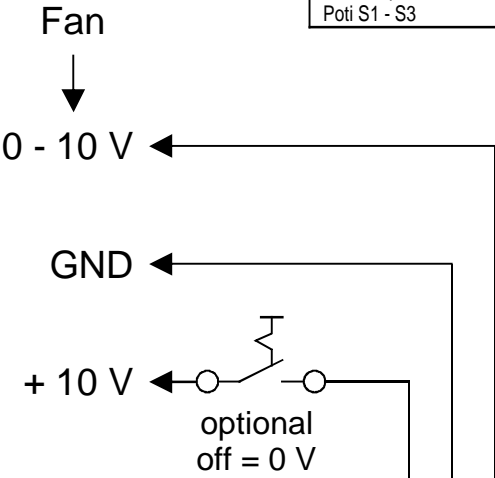 Fan
Poti S1 - S3
0 - 10 V
GND
+ 10 V
optional
off = 0 V